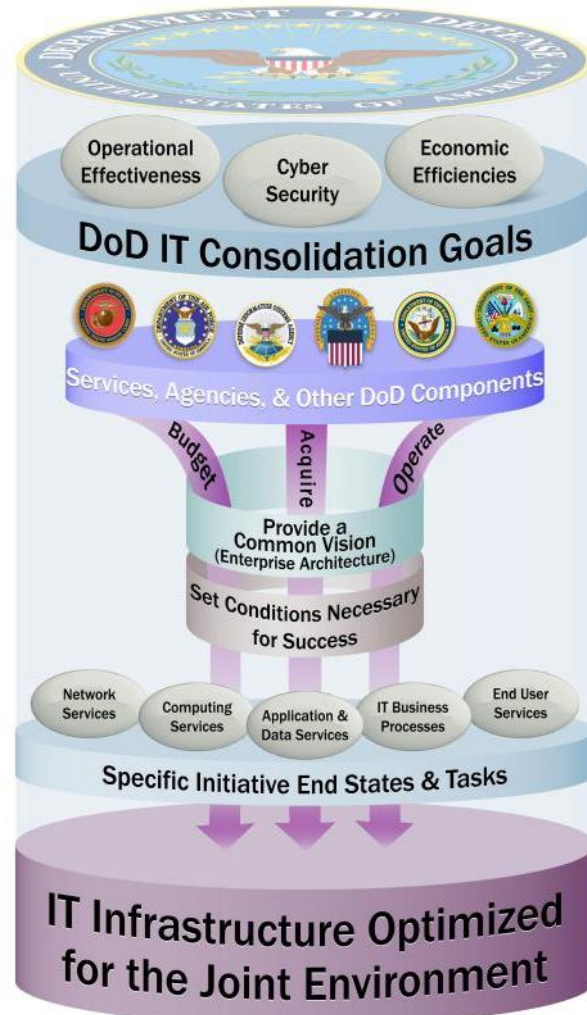 DEPARTMENT OF DEFENSE
UNITED STATES OF AMERICA
Operational
Effectiveness
Cyber
Security
Economic
Efficiencies
DoD IT Consolidation Goals
Services, Agencies, & Other DoD Components
Budget
Acquire
Operate
Provide a
Common Vision
(Enterprise Architecture)
Set Conditions Necessary
for Success
Network
Services
Computing
Services
Application &
Data Services
IT Business
Processes
End User
Services
Specific Initiative End States & Tasks
IT Infrastructure Optimized
for the Joint Environment